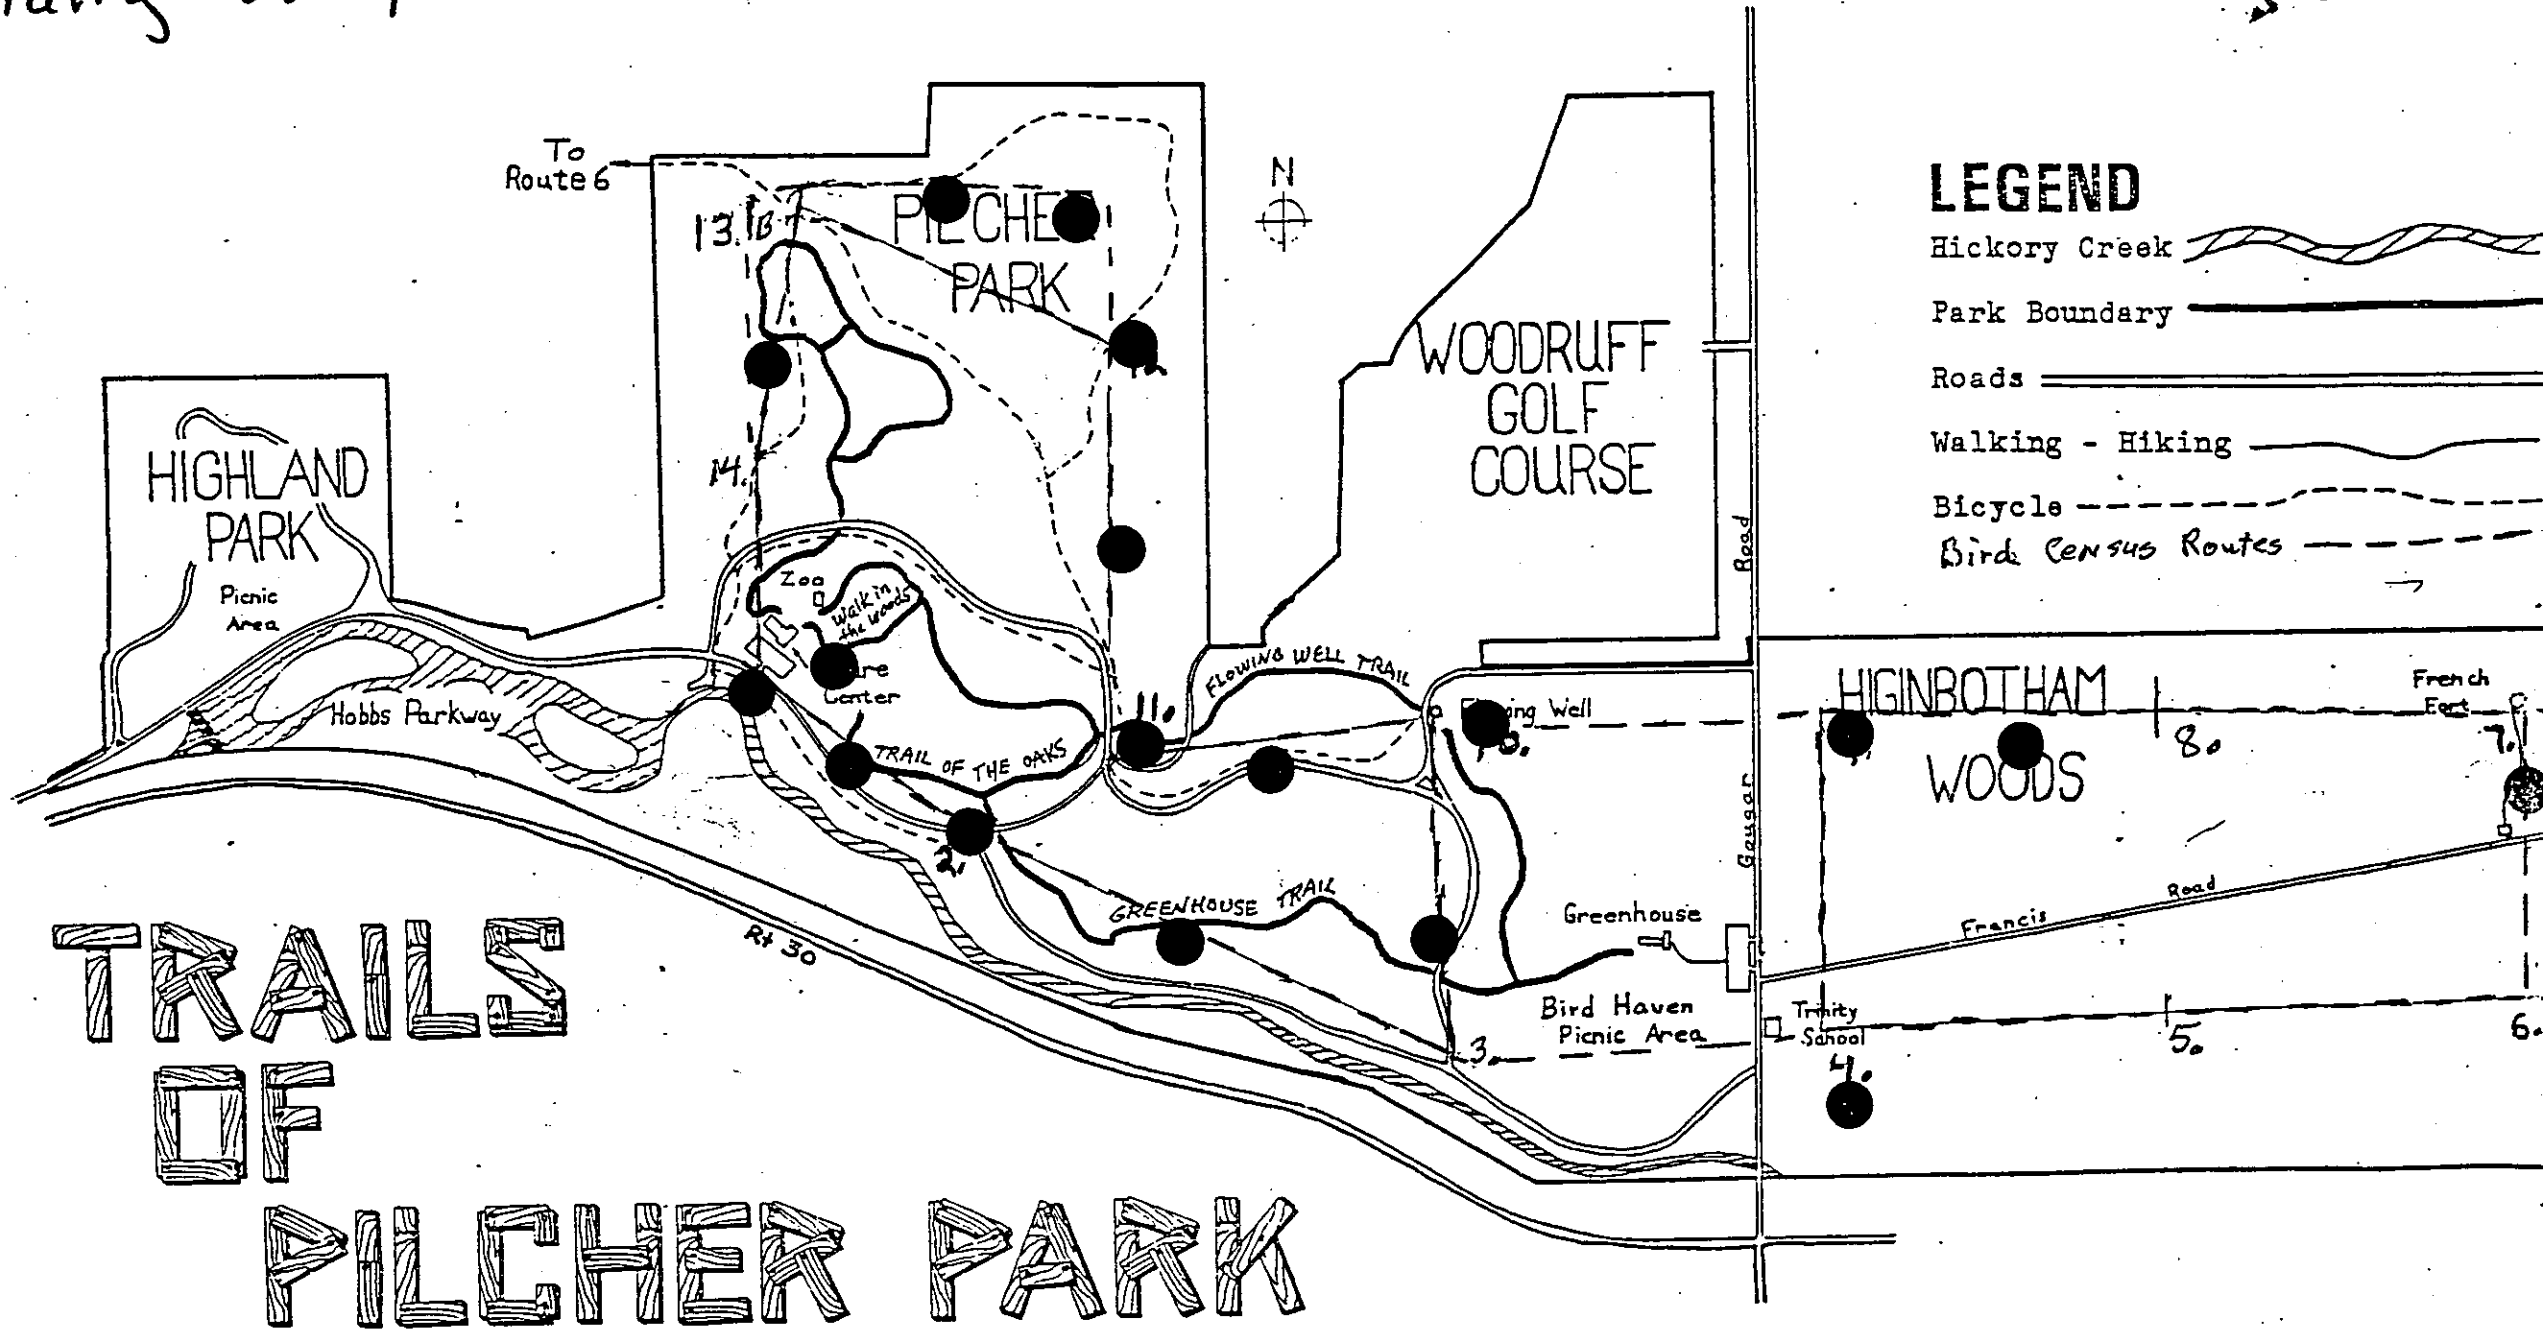 To
Route 6
N
13.
B
PILCHER
PARK
14.
HIGHLAND
PARK
Picnic
Area
Zoo
Walk in
the woods
Center
Hobbs Parkway
TRAIL OF THE OAKS
11.
FLOWING WELL TRAIL
Well
2.
GREENHOUSE TRAIL
Rt 30
3.
WOODRUFF
GOLF
COURSE
Road
Gougar
Greenhouse
Bird Haven
Picnic Area
LEGEND
Hickory Creek
Park Boundary
Roads
Walking - Hiking
Bicycle
Bird Census Routes
HIGINBOTHAM
WOODS
8.
French
Fort
7.
Francis Road
Trinity
School
4.
5.
6.
TRAILS
OF
PILCHER PARK